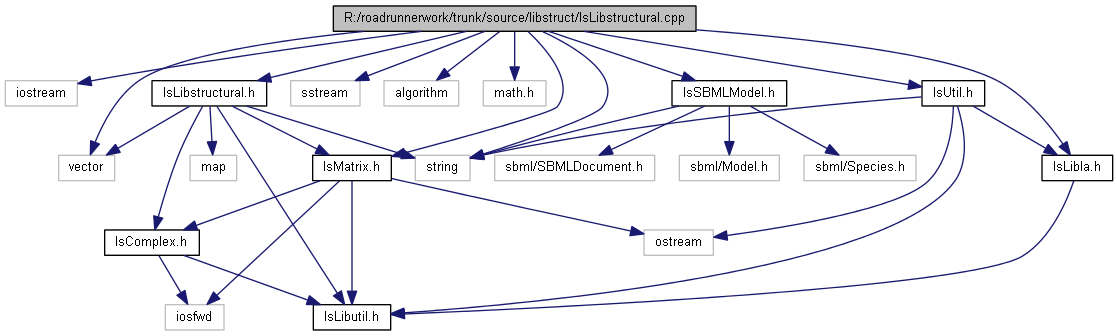 R:/roadrunnerwork/trunk/source/libstruct/lsLibstructural.cpp
iostream
lsLibstructural.h
sstream
algorithm
math.h
lsSBMLModel.h
lsUtil.h
vector
map
lsMatrix.h
string
sbml/SBMLDocument.h
sbml/Model.h
sbml/Species.h
lsLibla.h
lsComplex.h
ostream
iosfwd
lsLibutil.h